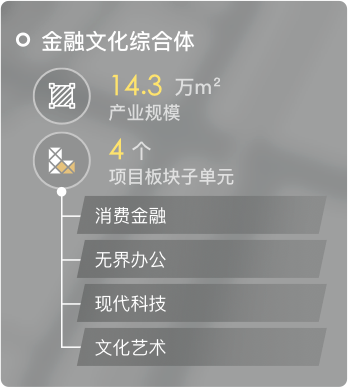 金融文化综合体
14.3 万m²
产业规模
4 个
项目板块子单元
消费金融
无界办公
现代科技
文化艺术